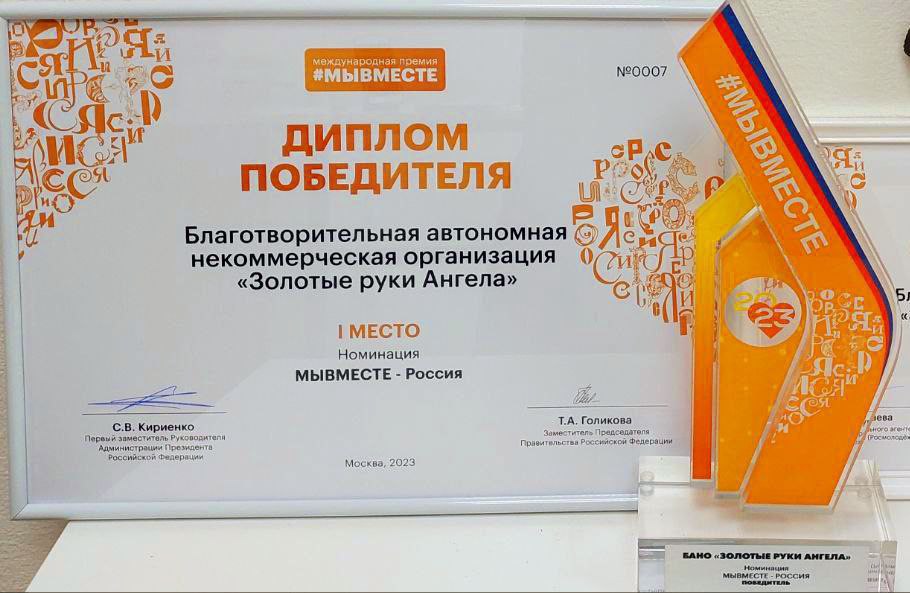 международная премия
#МЫВМЕСТЕ
№0007
ДИПЛОМ
ПОБЕДИТЕЛЯ
Благотворительная автономная
некоммерческая организация
«Золотые руки Ангела»
I МЕСТО
Номинация
МЫВМЕСТЕ - Россия
С.В. Кириенко
Первый заместитель Руководителя
Администрации Президента
Российской Федерации
Т.А. Голикова
Заместитель Председателя
Правительства Российской Федерации
Москва, 2023
#МЫВМЕСТЕ
2023
БАНО «ЗОЛОТЫЕ РУКИ АНГЕЛА»
Номинация
МЫВМЕСТЕ - РОССИЯ
ПОБЕДИТЕЛЬ